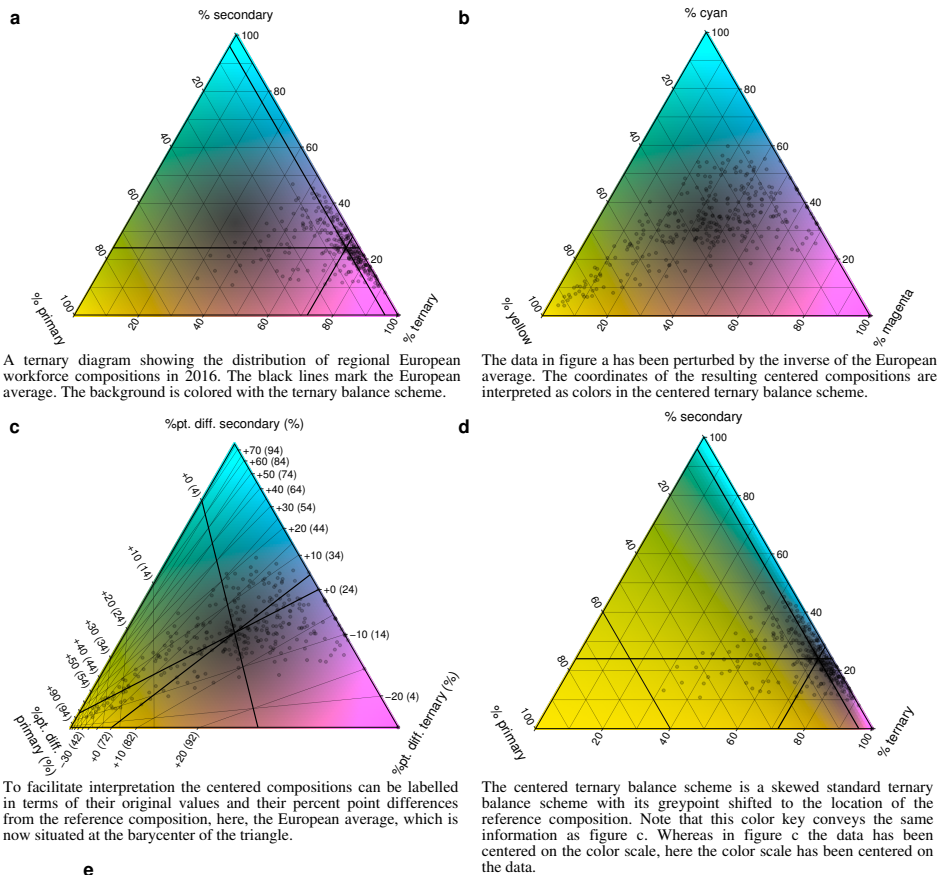 a
% secondary
100
20
80
40
60
60
40
80
20
100
% primary
20
40
60
80
100
% ternary
A ternary diagram showing the distribution of regional European
workforce compositions in 2016. The black lines mark the European
average. The background is colored with the ternary balance scheme.
b
% cyan
100
20
80
40
60
60
40
80
20
100
% yellow
20
40
60
80
100
% magenta
The data in figure a has been perturbed by the inverse of the European
average. The coordinates of the resulting centered compositions are
interpreted as colors in the centered ternary balance scheme.
c
%pt. diff. secondary (%)
+70 (94)
+60 (84)
+50 (74)
+40 (64)
+30 (54)
+20 (44)
+10 (34)
+0 (24)
−10 (14)
−20 (4)
+0 (4)
+10 (14)
+20 (24)
+30 (34)
+40 (44)
+50 (54)
+90 (94)
%pt. diff.
primary (%)
−30 (42)
+0 (72)
+10 (82)
+20 (92)
%pt. diff. ternary (%)
To facilitate interpretation the centered compositions can be labelled
in terms of their original values and their percent point differences
from the reference composition, here, the European average, which is
now situated at the barycenter of the triangle.
d
% secondary
100
20
80
40
60
60
40
80
20
100
% primary
20
40
60
80
100
% ternary
The centered ternary balance scheme is a skewed standard ternary
balance scheme with its greypoint shifted to the location of the
reference composition. Note that this color key conveys the same
information as figure c. Whereas in figure c the data has been
centered on the color scale, here the color scale has been centered on
the data.
e